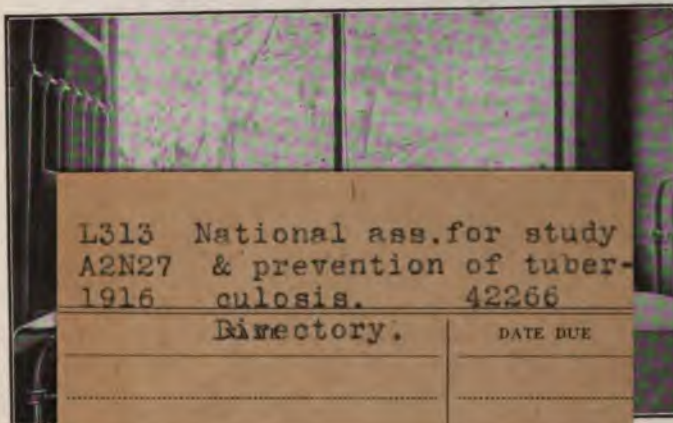 L313 National ass.for study
A2N27 & prevention of tuber-
1916 culosis. 42266
Directory.
DATE DUE